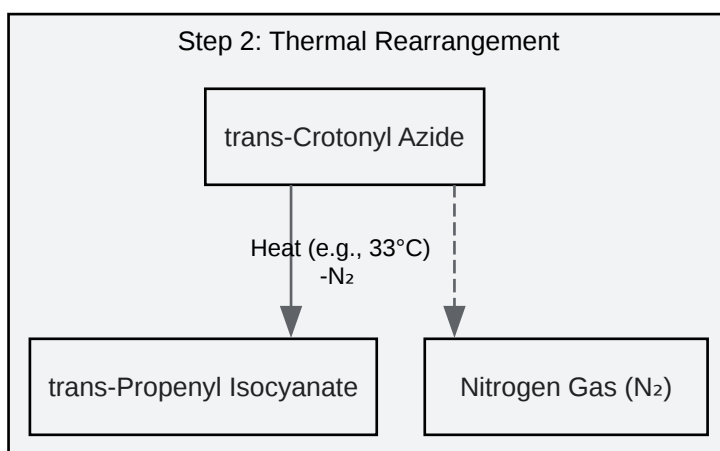 Step 2: Thermal Rearrangement
trans-Crotonyl Azide
Heat (e.g., 33°C)
-N₂
trans-Propenyl Isocyanate
Nitrogen Gas (N₂)